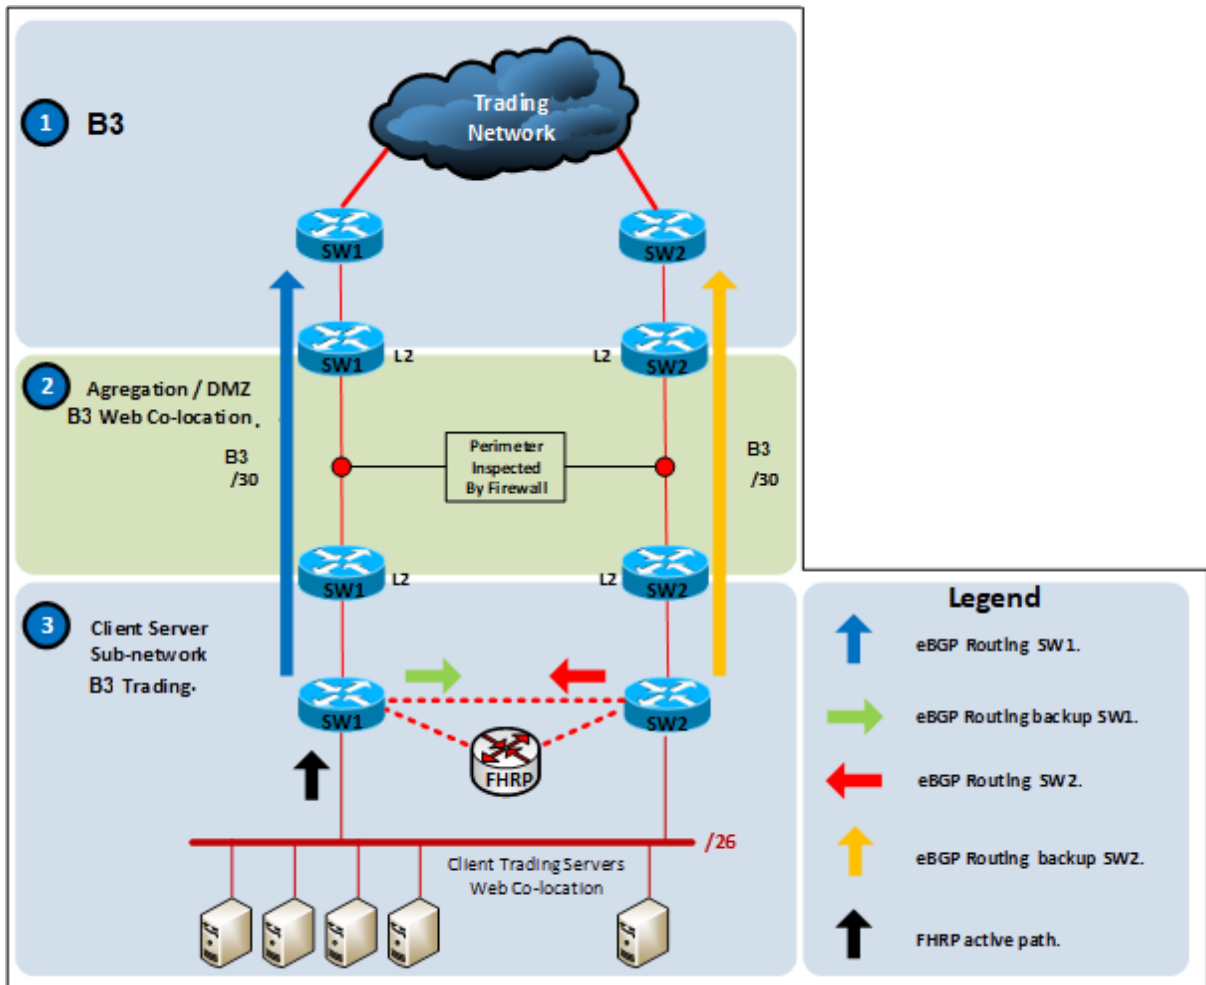 Trading
Network
1
B3
SW1
SW2
SW1
L2
L2
SW2
2
Agregation / DMZ
B3 Web Co-location.
B3
/30
Perimeter
Inspected
By Firewall
B3
/30
SW1
L2
L2
SW2
3
Client Server
Sub-network
B3 Trading.
SW1
SW2
FHRP
/26
Client Trading Servers
Web Co-location
Legend
eBGP Routing SW1.
eBGP Routing backup SW1.
eBGP Routing SW2.
eBGP Routing backup SW2.
FHRP active path.